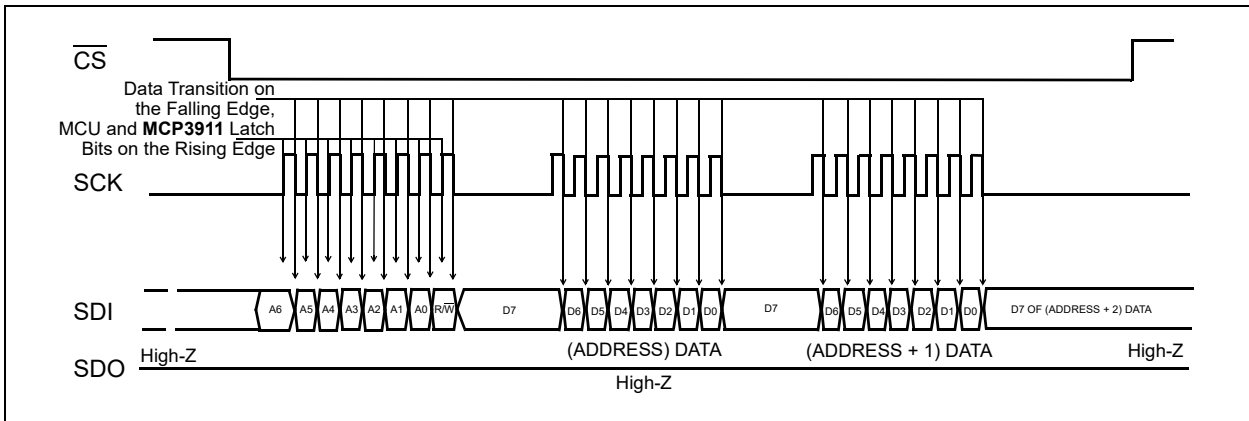 CS
Data Transition on
the Falling Edge,
MCU and MCP3911 Latch
Bits on the Rising Edge
SCK
SDI A6 A5 A4 A3 A2 A1 A0 R/W D7 D6 D5 D4 D3 D2 D1 D0 D7 D6 D5 D4 D3 D2 D1 D0 D7 OF (ADDRESS + 2) DATA
(ADDRESS) DATA (ADDRESS + 1) DATA
High-Z High-Z
SDO
High-Z